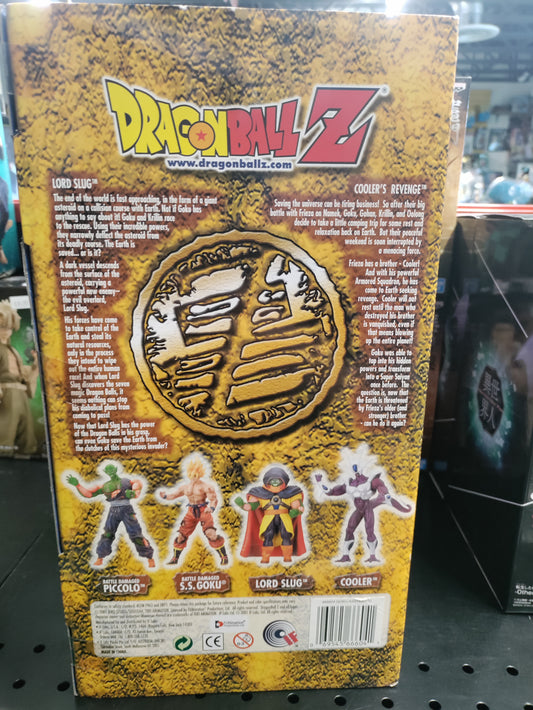 DRAGONBALL Z
www.dragonballz.com
LORD SLUG™
The end of the world is fast approaching, in the form of a giant
asteroid on a collision course with Earth. Not if Goku has
anything to say about it! Goku and Krillin race
to the rescue. Using their incredible powers,
they narrowly deflect the asteroid from
its deadly course. The Earth is
saved... or is it?
A dark vessel descends
from the surface of the
asteroid, carrying a
powerful new enemy-
the evil overlord,
Lord Slug.
His forces have come
to take control of the
Earth and steal its
natural resources,
only in the process
they intend to wipe
out the entire human
race! And when Lord
Slug discovers the seven
magic Dragon Balls, it
seems nothing can stop
his diabolical plans from
coming to pass!
Now that Lord Slug has the power
of the Dragon Balls in his grasp,
can even Goku save the Earth from
the clutches of this mysterious invader?
COOLER'S REVENGE™
Saving the universe can be tiring business! So after their big
battle with Frieza on Namek, Goku, Gohan, Krillin, and Oolong
decide to take a little camping trip for some rest and
relaxation back on Earth. But their peaceful
weekend is soon interrupted by
a menacing force.
Frieza has a brother - Cooler!
And with his powerful
Armored Squadron, he has
come to Earth seeking
revenge. Cooler will not
rest until the man who
destroyed his brother
is vanquished, even if
that means blowing
up the entire planet!
Goku was able to
tap into his hidden
powers and transform
into a Super Saiyan
once before. The
question is, now that
the Earth is threatened
by Frieza's older (and
stronger) brother
- can he do it again?
BATTLE DAMAGED
PICCOLO™
BATTLE DAMAGED
S.S. GOKU™
LORD SLUG™
COOLER™
MADE IN CHINA
CE
IF